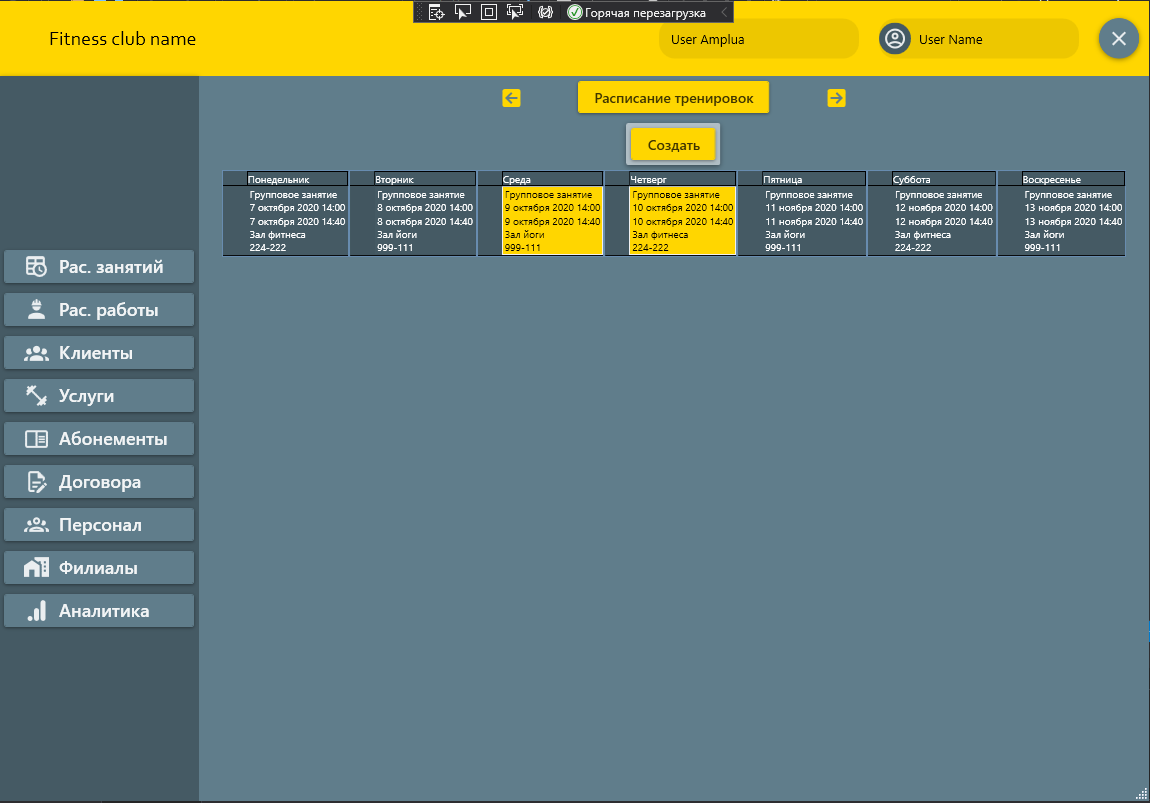 Горячая перезагрузка
Fitness club name
User Amplua
User Name
Расписание тренировок
Создать
Понедельник
Групповое занятие
7 октября 2020 14:00
7 октября 2020 14:40
Зал фитнеса
224-222
Вторник
Групповое занятие
8 октября 2020 14:00
8 октября 2020 14:40
Зал йоги
999-111
Среда
Групповое занятие
9 октября 2020 14:00
9 октября 2020 14:40
Зал йоги
999-111
Четверг
Групповое занятие
10 октября 2020 14:00
10 октября 2020 14:40
Зал фитнеса
224-222
Пятница
Групповое занятие
11 ноября 2020 14:00
11 ноября 2020 14:40
Зал йоги
999-111
Суббота
Групповое занятие
12 ноября 2020 14:00
12 ноября 2020 14:40
Зал фитнеса
224-222
Воскресенье
Групповое занятие
13 ноября 2020 14:00
13 ноября 2020 14:40
Зал йоги
999-111
Рас. занятий
Рас. работы
Клиенты
Услуги
Абонементы
Договора
Персонал
Филиалы
Аналитика